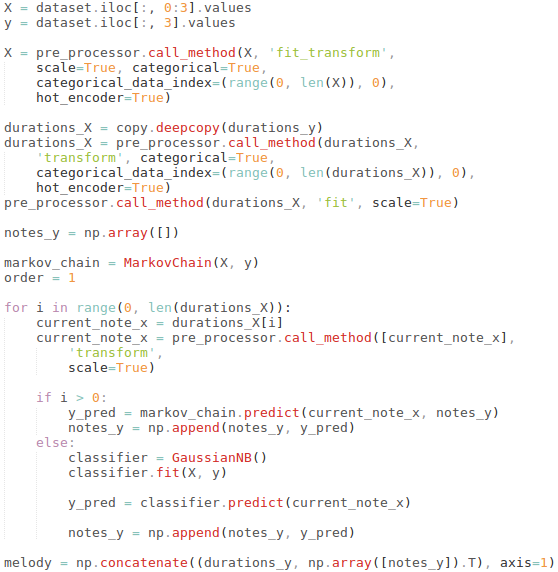 X = dataset.iloc[:, 0:3].values
y = dataset.iloc[:, 3].values

X = pre_processor.call_method(X, 'fit_transform',
    scale=True, categorical=True,
    categorical_data_index=(range(0, len(X)), 0),
    hot_encoder=True)

durations_X = copy.deepcopy(durations_y)
durations_X = pre_processor.call_method(durations_X,
    'transform', categorical=True,
    categorical_data_index=(range(0, len(durations_X)), 0),
    hot_encoder=True)
pre_processor.call_method(durations_X, 'fit', scale=True)

notes_y = np.array([])

markov_chain = MarkovChain(X, y)
order = 1

for i in range(0, len(durations_X)):
    current_note_x = durations_X[i]
    current_note_x = pre_processor.call_method([current_note_x],
        'transform',
        scale=True)

    if i > 0:
        y_pred = markov_chain.predict(current_note_x, notes_y)
        notes_y = np.append(notes_y, y_pred)
    else:
        classifier = GaussianNB()
        classifier.fit(X, y)

        y_pred = classifier.predict(current_note_x)

        notes_y = np.append(notes_y, y_pred)

melody = np.concatenate((durations_y, np.array([notes_y]).T), axis=1)